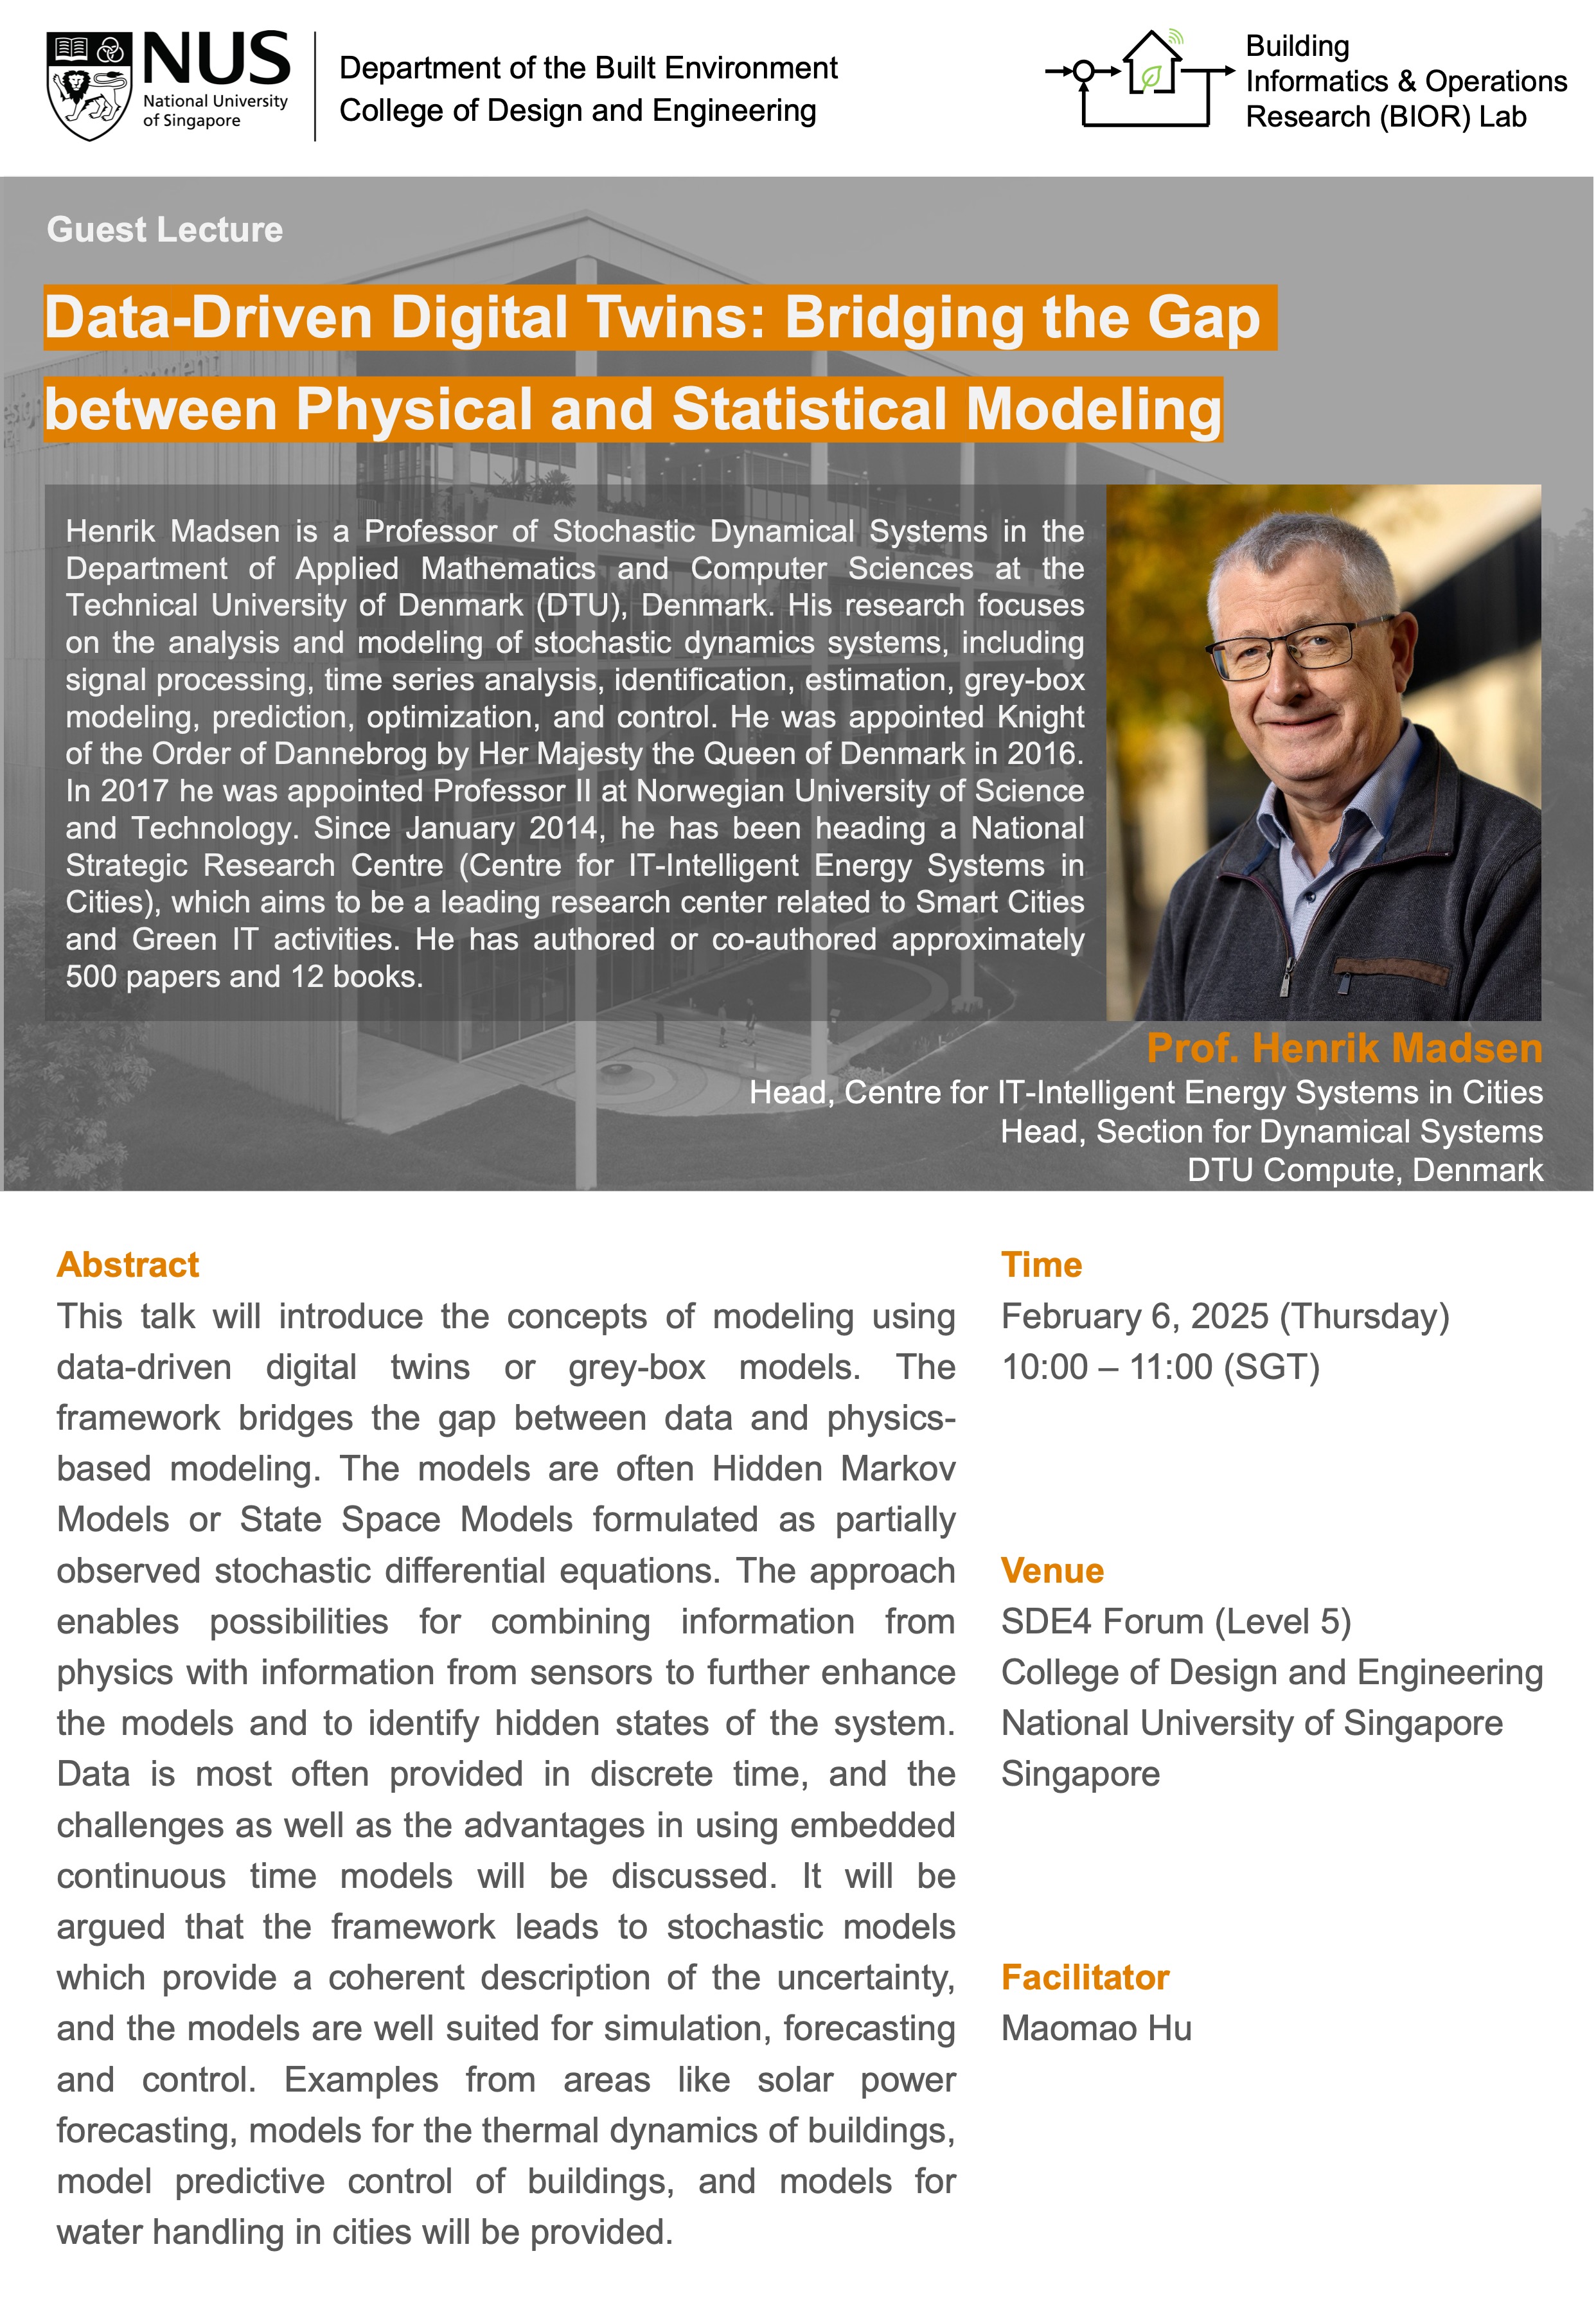 NUS
National University
of Singapore
Department of the Built Environment
College of Design and Engineering
Building
Informatics & Operations
Research (BIOR) Lab
Guest Lecture
Data-Driven Digital Twins: Bridging the Gap
between Physical and Statistical Modeling
Henrik Madsen is a Professor of Stochastic Dynamical Systems in the
Department of Applied Mathematics and Computer Sciences at the
Technical University of Denmark (DTU), Denmark. His research focuses
on the analysis and modeling of stochastic dynamics systems, including
signal processing, time series analysis, identification, estimation, grey-box
modeling, prediction, optimization, and control. He was appointed Knight
of the Order of Dannebrog by Her Majesty the Queen of Denmark in 2016.
In 2017 he was appointed Professor II at Norwegian University of Science
and Technology. Since January 2014, he has been heading a National
Strategic Research Centre (Centre for IT-Intelligent Energy Systems in
Cities), which aims to be a leading research center related to Smart Cities
and Green IT activities. He has authored or co-authored approximately
500 papers and 12 books.
Prof. Henrik Madsen
Head, Centre for IT-Intelligent Energy Systems in Cities
Head, Section for Dynamical Systems
DTU Compute, Denmark
Abstract
This talk will introduce the concepts of modeling using
data-driven digital twins or grey-box models. The
framework bridges the gap between data and physics-
based modeling. The models are often Hidden Markov
Models or State Space Models formulated as partially
observed stochastic differential equations. The approach
enables possibilities for combining information from
physics with information from sensors to further enhance
the models and to identify hidden states of the system.
Data is most often provided in discrete time, and the
challenges as well as the advantages in using embedded
continuous time models will be discussed. It will be
argued that the framework leads to stochastic models
which provide a coherent description of the uncertainty,
and the models are well suited for simulation, forecasting
and control. Examples from areas like solar power
forecasting, models for the thermal dynamics of buildings,
model predictive control of buildings, and models for
water handling in cities will be provided.
Time
February 6, 2025 (Thursday)
10:00 – 11:00 (SGT)
Venue
SDE4 Forum (Level 5)
College of Design and Engineering
National University of Singapore
Singapore
Facilitator
Maomao Hu